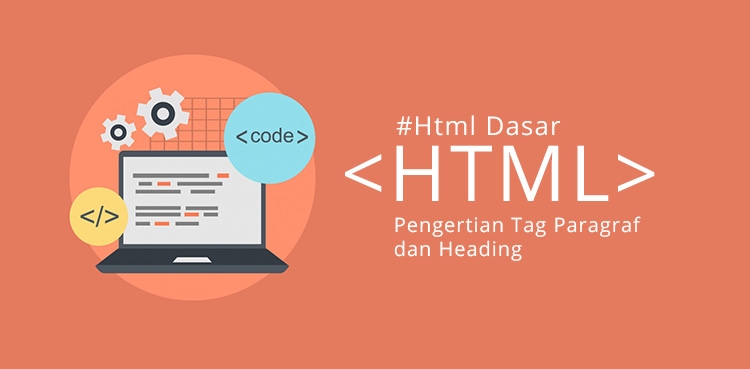 <code>
</>
#Html Dasar
<HTML>
Pengertian Tag Paragraf
dan Heading